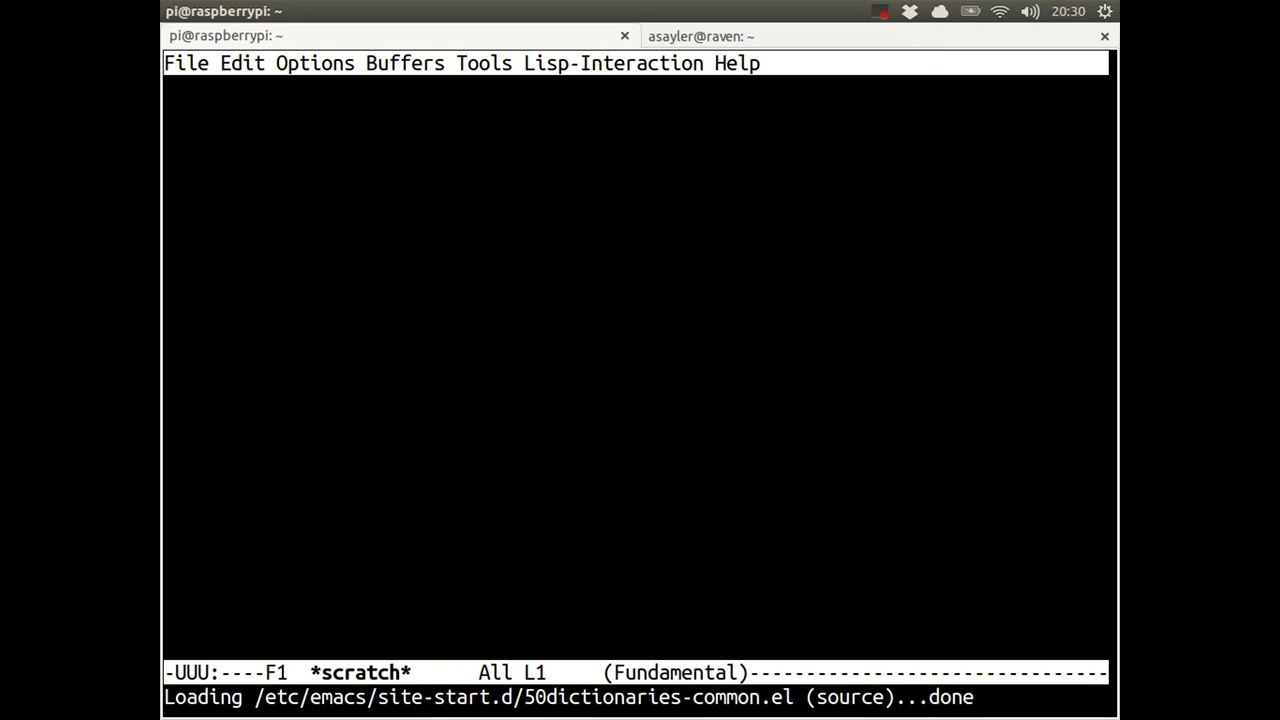 pi@raspberrypi: ~ 20:30
pi@raspberrypi: ~ × asayler@raven: ~ ×
File Edit Options Buffers Tools Lisp-Interaction Help
-UUU:----F1  *scratch*      All L1     (Fundamental)--------------------------------
Loading /etc/emacs/site-start.d/50dictionaries-common.el (source)...done